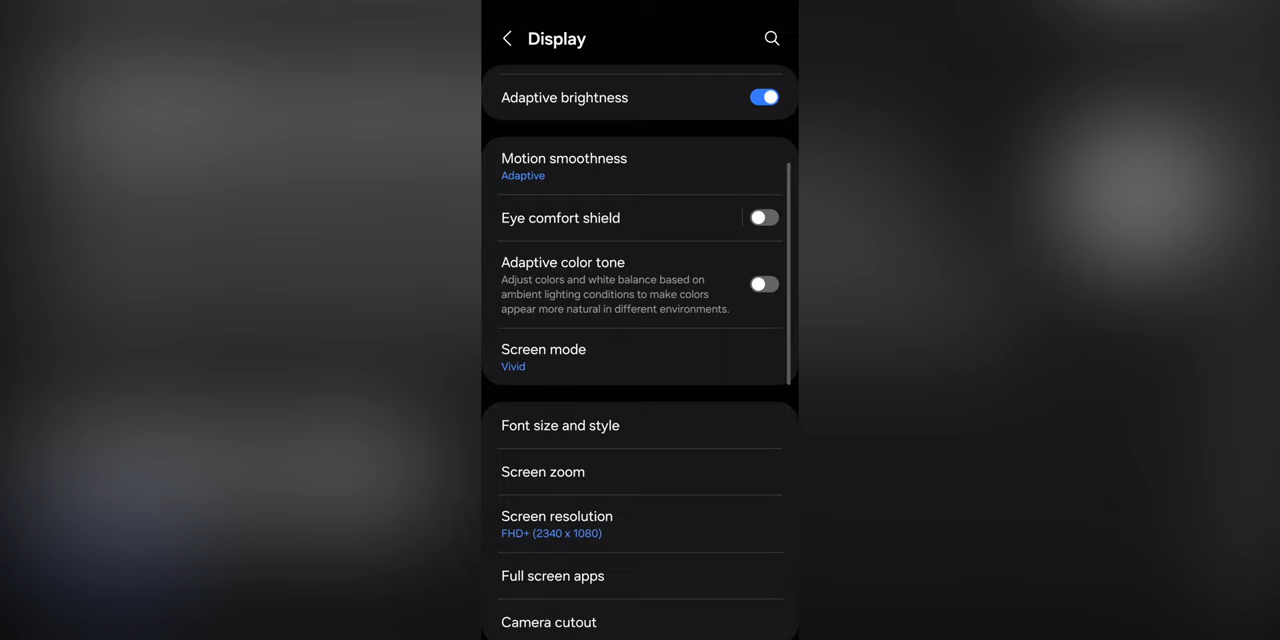 Display
Adaptive brightness
Motion smoothness
Adaptive
Eye comfort shield
Adaptive color tone
Adjust colors and white balance based on
ambient lighting conditions to make colors
appear more natural in different environments.
Screen mode
Vivid
Font size and style
Screen zoom
Screen resolution
FHD+ (2340 x 1080)
Full screen apps
Camera cutout